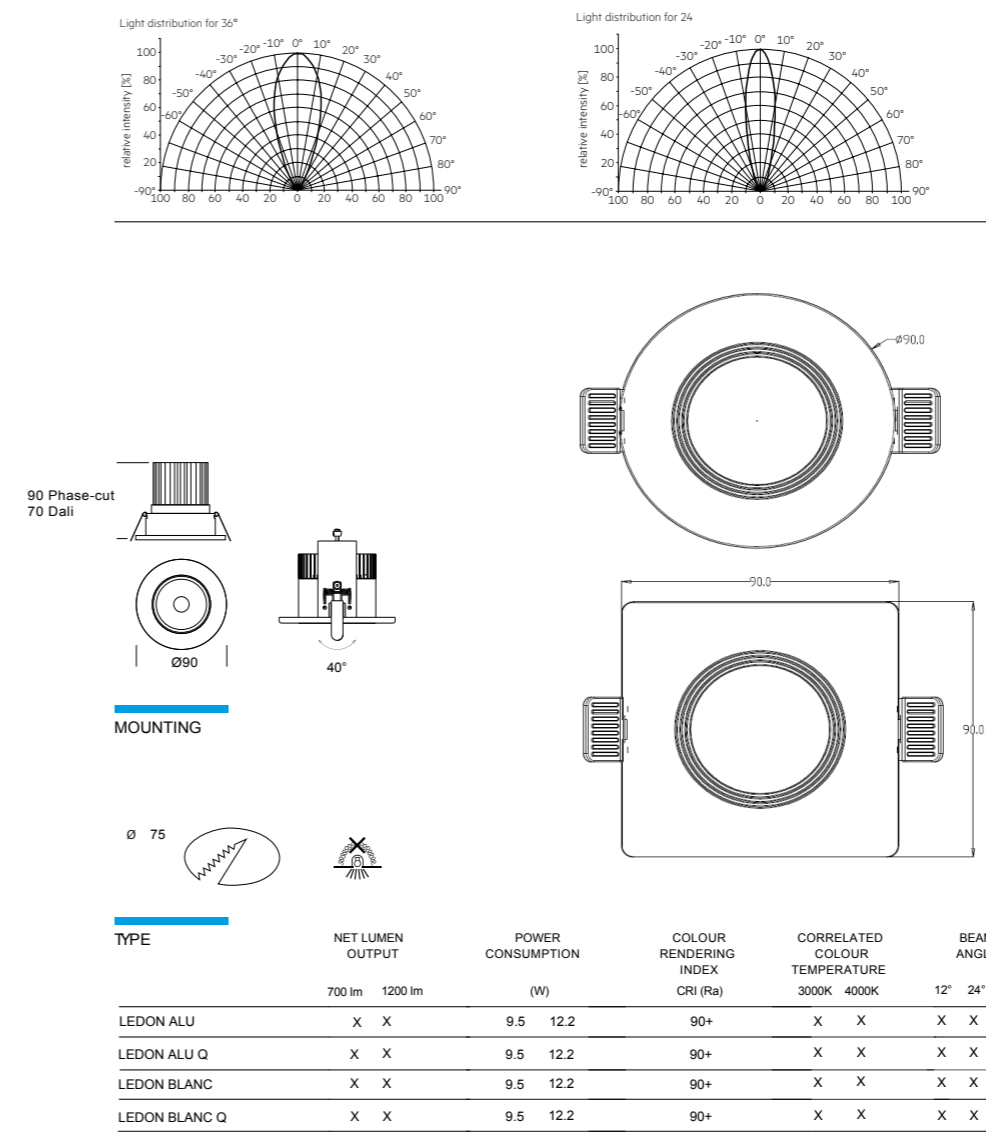 Light distribution for 36°
relative intensity [%]
100
80
60
40
20
-90° -60° -50° -40° -30° -20° -10° 0° 10° 20° 30° 40° 50° 60° 70° 80° 90°
100 80 60 40 20 0 20 40 60 80 100
Light distribution for 24
relative intensity [%]
100
80
60
40
20
-90° -60° -50° -40° -30° -20° -10° 0° 10° 20° 30° 40° 50° 60° 70° 80° 90°
100 80 60 40 20 0 20 40 60 80 100
ø90.0
90 Phase-cut
70 Dali
Ø90
40°
90.0
90.0
MOUNTING
Ø 75
TYPE
NET LUMEN
OUTPUT
700 lm 1200 lm
POWER
CONSUMPTION
(W)
COLOUR
RENDERING
INDEX
CRI (Ra)
CORRELATED
COLOUR
TEMPERATURE
3000K 4000K
BEAM
ANGL
12° 24°
LEDON ALU X X 9.5 12.2 90+ X X X X
LEDON ALU Q X X 9.5 12.2 90+ X X X X
LEDON BLANC X X 9.5 12.2 90+ X X X X
LEDON BLANC Q X X 9.5 12.2 90+ X X X X